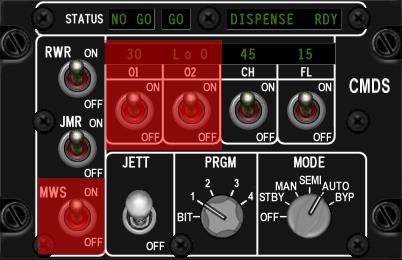 STATUS NO GO GO DISPENSE RDY
RWR ON OFF
30 Lo 0 45 15
O1 O2 CH FL
ON ON ON ON
OFF OFF OFF OFF
CMDS
JMR ON OFF
MWS ON OFF
JETT OFF
PRGM BIT 1 2 3 4
MODE OFF STBY MAN SEMI AUTO BYP